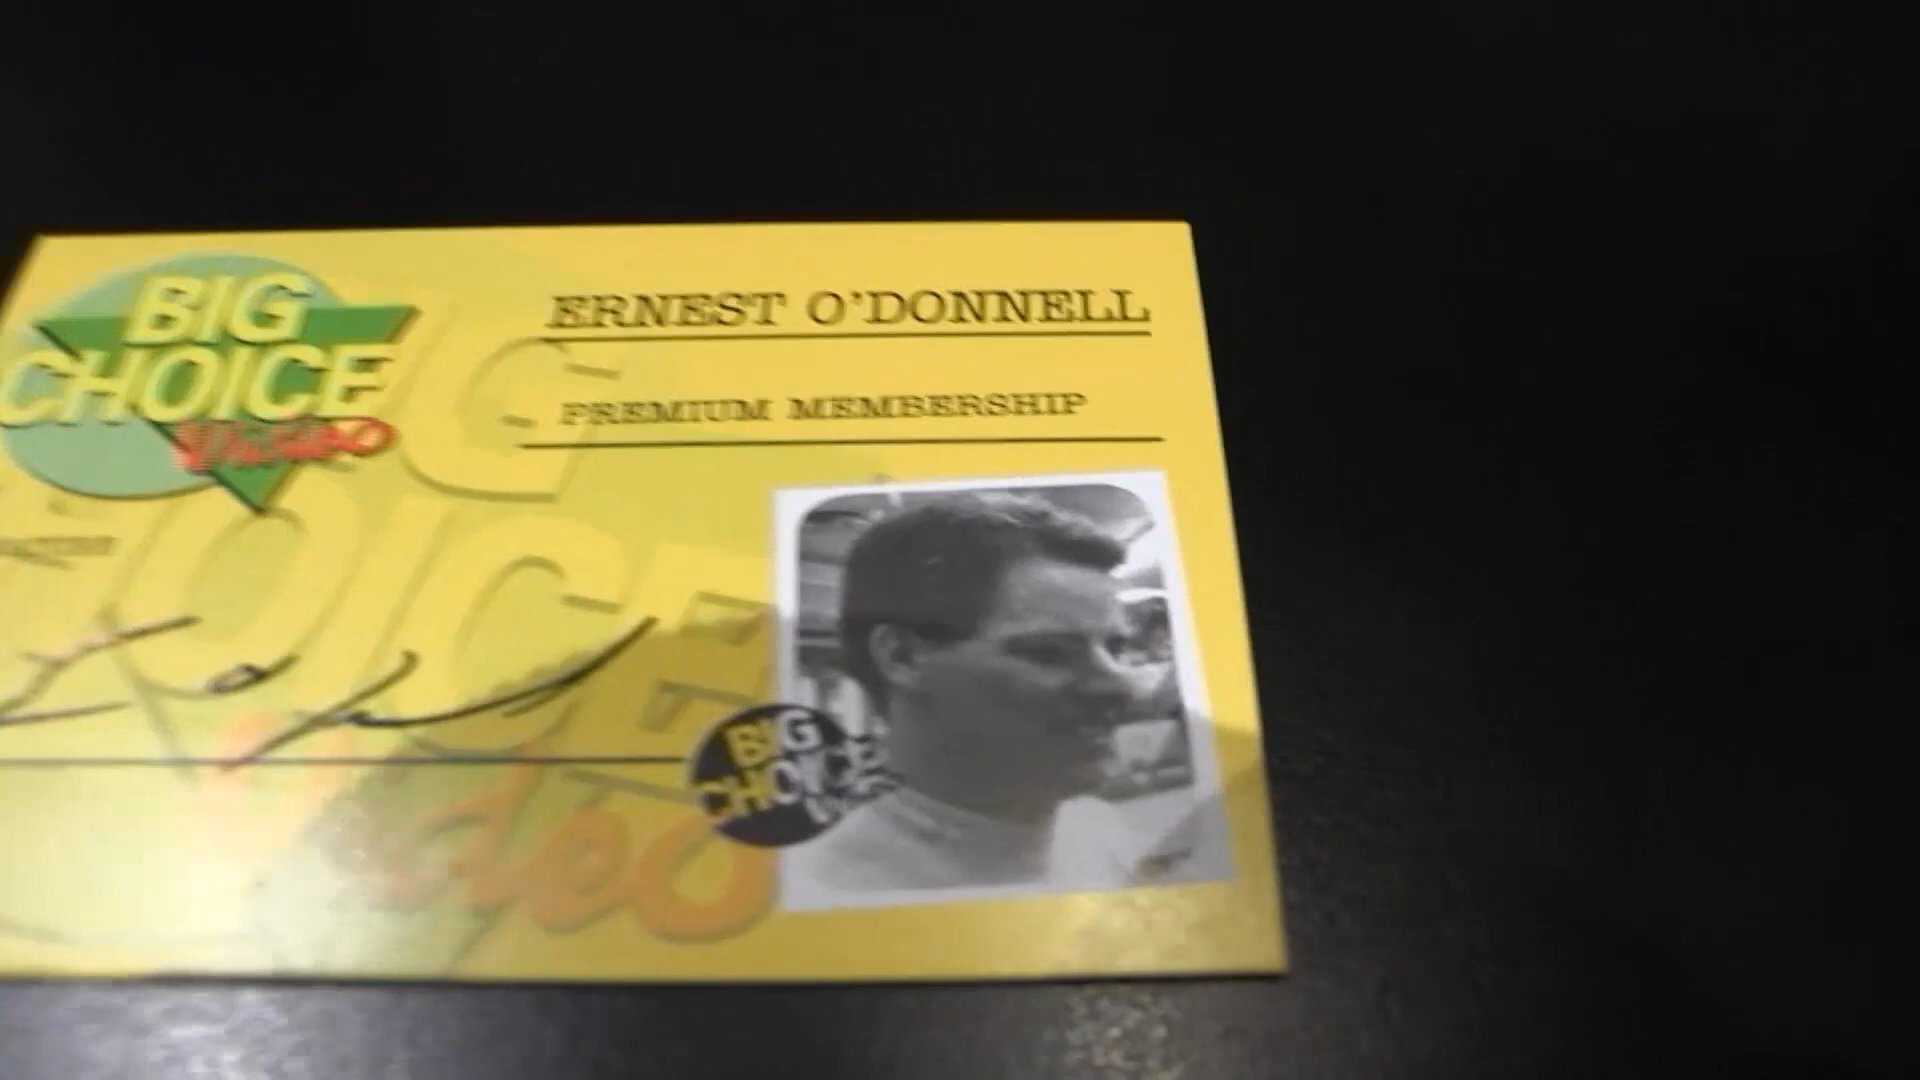 BIG
CHOICE
Video
ERNEST O'DONNELL
PREMIUM MEMBERSHIP
BIG
CHOICE